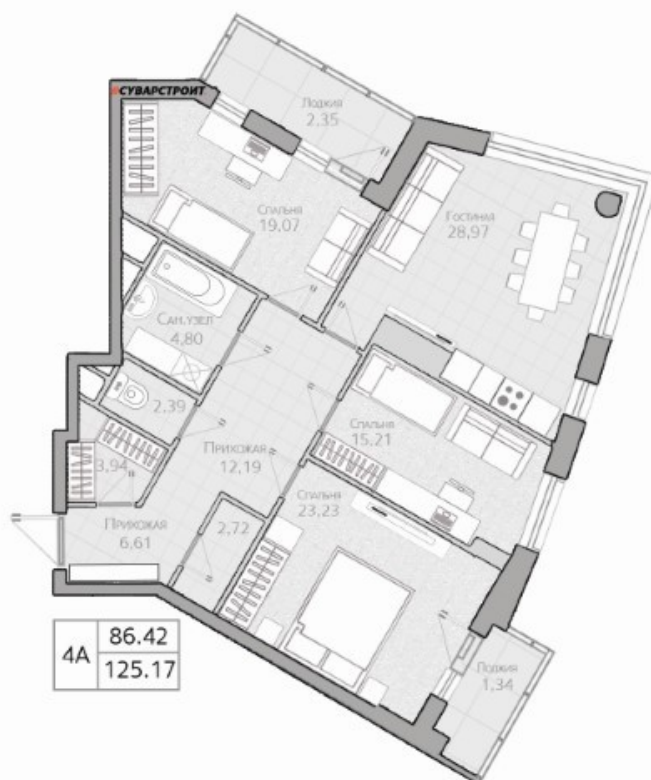 СУВАРСТРОИТ
Лоджия
2.35
Спальня
19.07
Гостиная
28,97
Сан.узел
4,80
2.39
Спальня
15.21
Прихожая
12,19
3,94
Спальня
23,23
Прихожая
6,61
2,72
4А
86.42
125.17
Лоджия
1,34